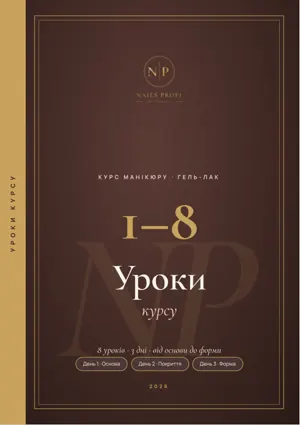 N|P
NAILS PROFI
КУРС МАНІКЮРУ · ГЕЛЬ-ЛАК
1–8
Уроки
курсу
8 уроків · 3 дні · від основи до форми
День 1 · Основа
День 2 · Покриття
День 3 · Форма
2026
УРОКИ КУРСУ
NP